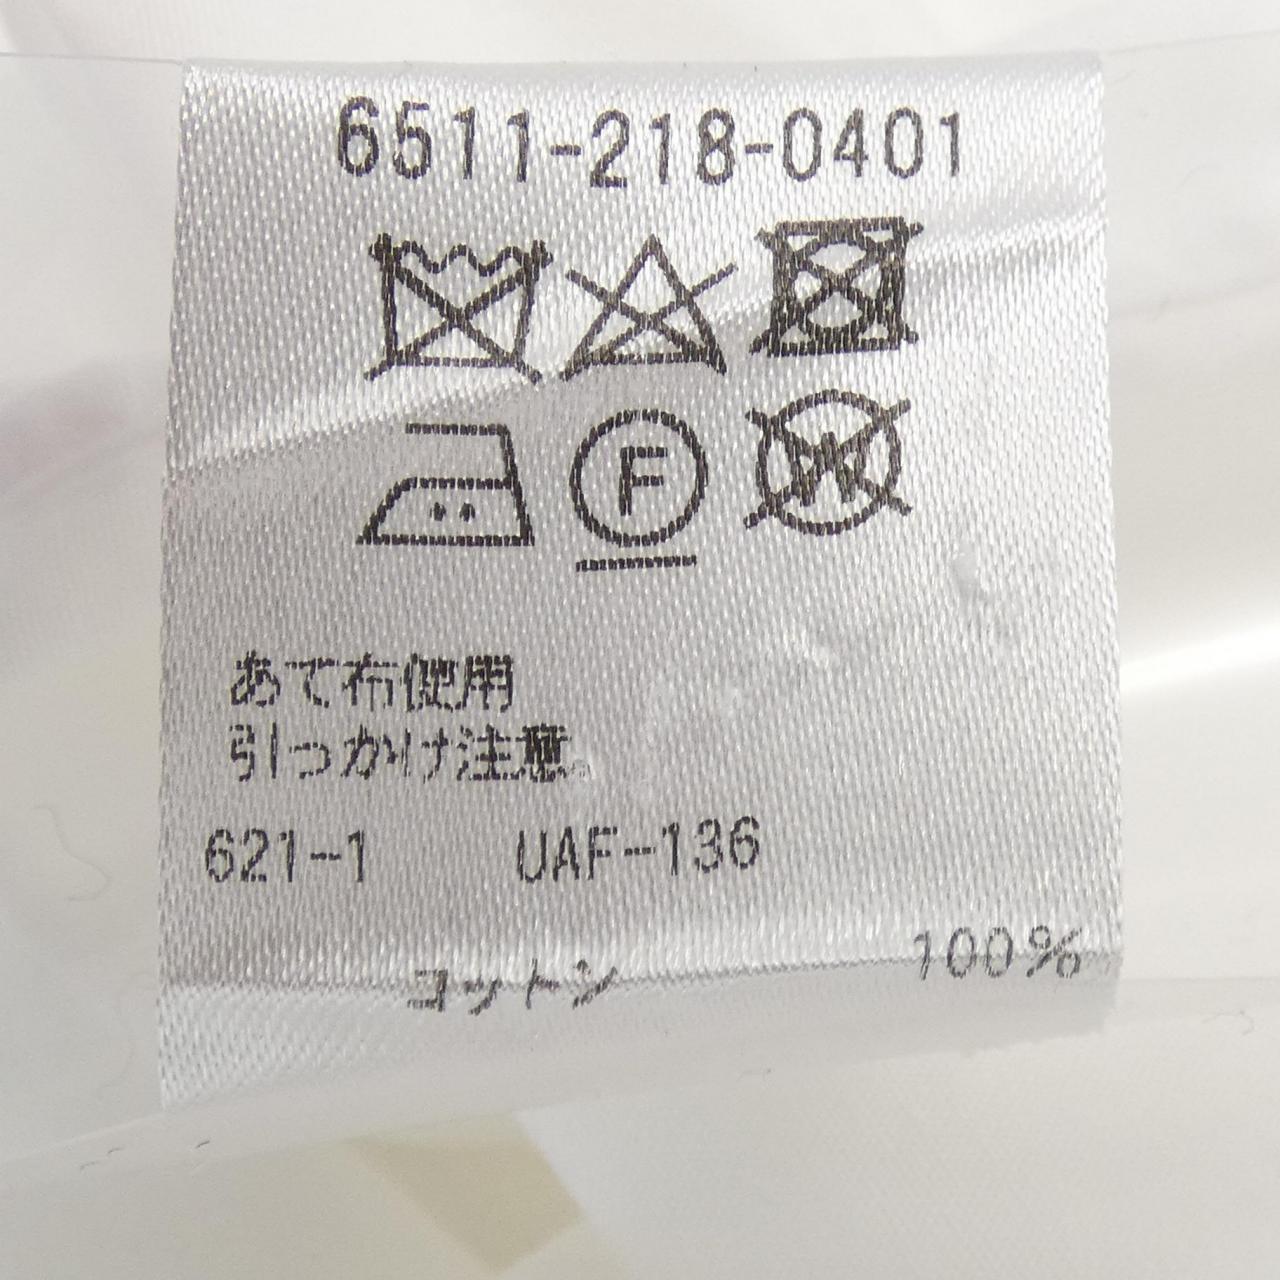 6511-218-0401
F
W
あて布使用
引っかけ注意。
621-1 UAF-136
コットン 100%